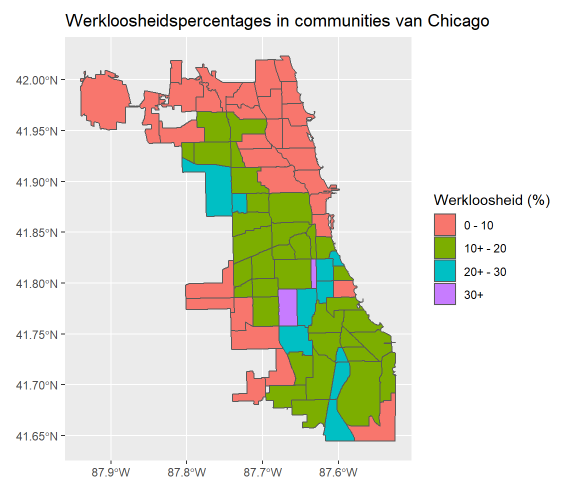 Werkloosheidspercentages in communities van Chicago
42.00°N
41.95°N
41.90°N
41.85°N
41.80°N
41.75°N
41.70°N
41.65°N
87.9°W 87.8°W 87.7°W 87.6°W
Werkloosheid (%)
0 - 10
10+ - 20
20+ - 30
30+